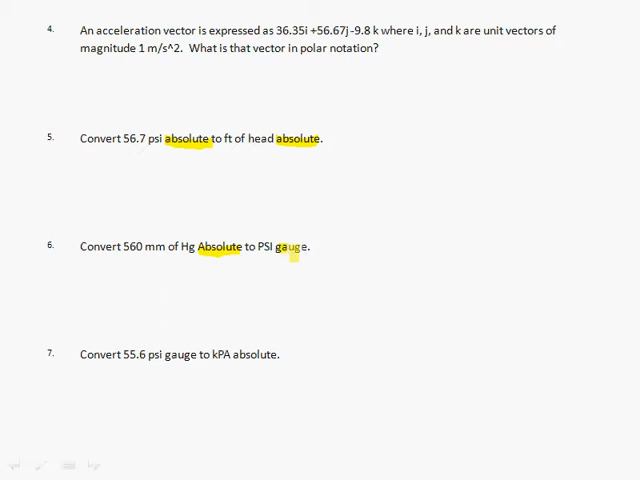 4. An acceleration vector is expressed as 36.35i +56.67j -9.8 k where i, j, and k are unit vectors of
magnitude 1 m/s^2. What is that vector in polar notation?
5. Convert 56.7 psi absolute to ft of head absolute.
6. Convert 560 mm of Hg Absolute to PSI gauge.
7. Convert 55.6 psi gauge to kPA absolute.